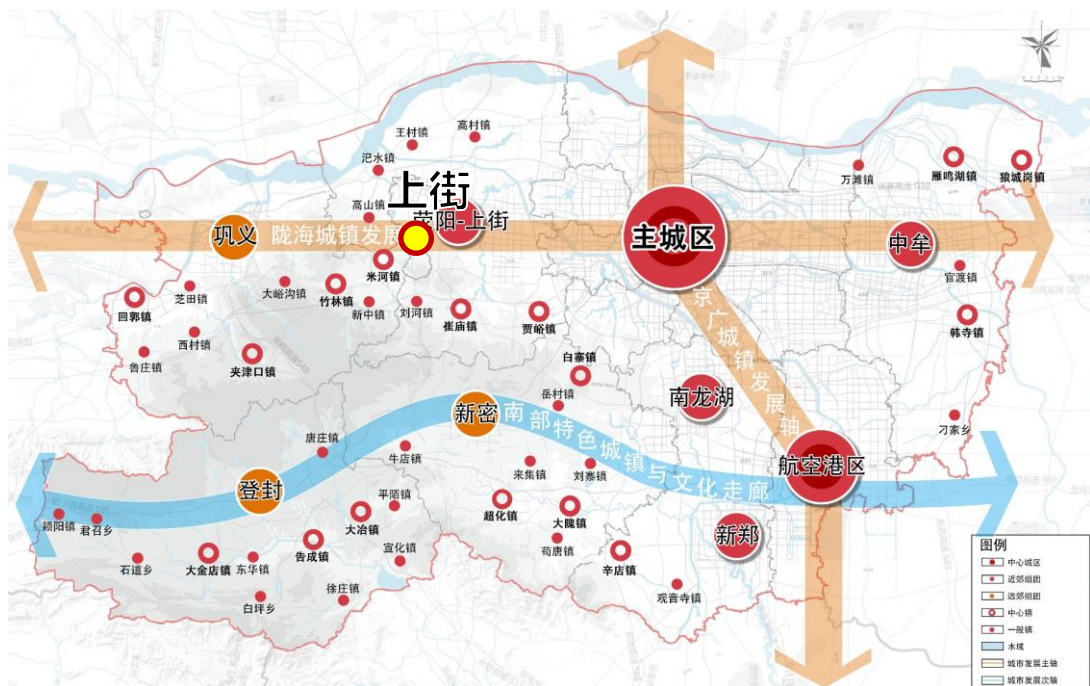 王村镇
高村镇
汜水镇
上街
高山镇
荥阳-上街
万滩镇
雁鸣湖镇
狼城岗镇
巩义
陇海城镇发展
主城区
中牟
官渡镇
米河镇
大峪沟镇
芝田镇
竹林镇
回郭镇
新中镇
刘河镇
崔庙镇
贾峪镇
韩寺镇
西村镇
鲁庄镇
夹津口镇
京广城镇发展轴
白寨镇
岳村镇
南龙湖
新密
南部特色城镇与文化走廊
刁家乡
唐庄镇
牛店镇
来集镇
刘寨镇
航空港区
登封
平陌镇
超化镇
大隗镇
颍阳镇
君召乡
大冶镇
苟唐镇
新郑
告成镇
宣化镇
辛店镇
石道乡
大金店镇
东华镇
徐庄镇
白坪乡
观音寺镇
图例
中心城区
近郊组团
远郊组团
中心镇
一般镇
水域
城市发展主轴
城市发展次轴